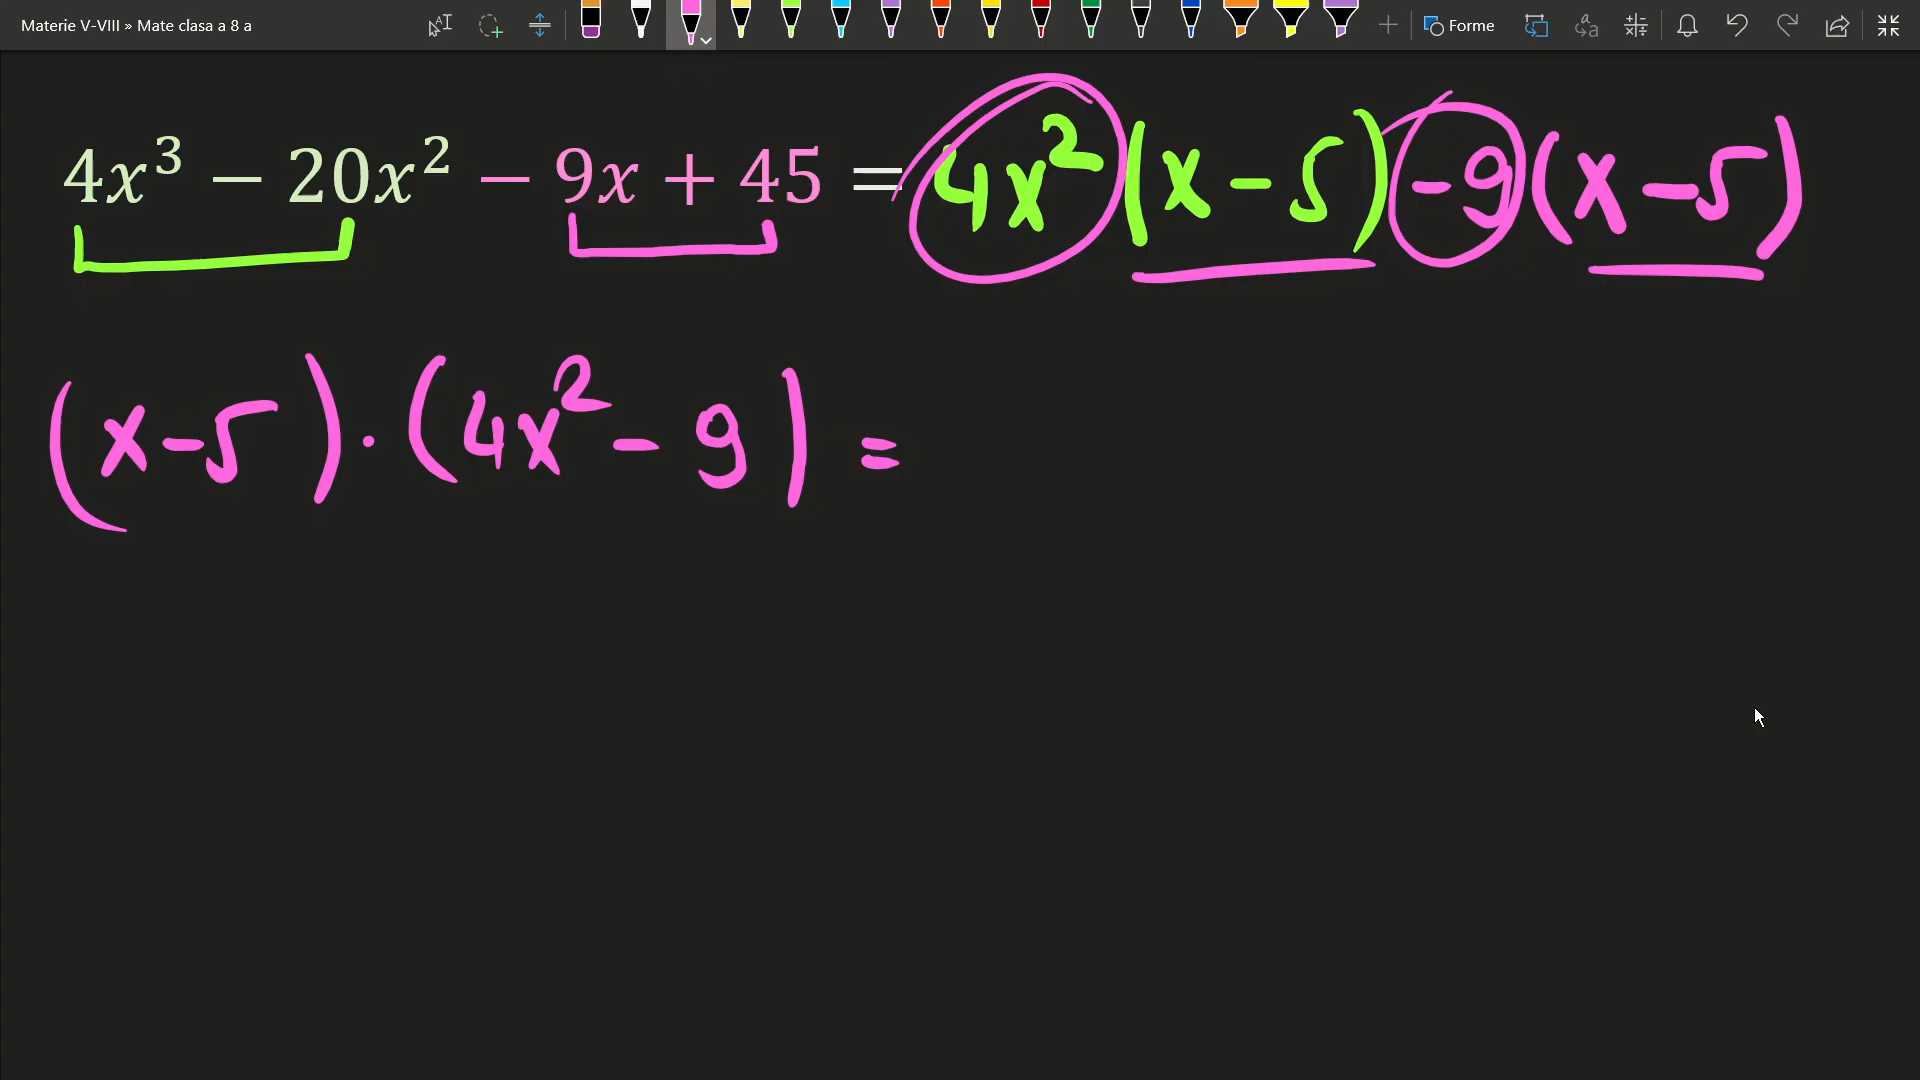 Materie V-VIII » Mate clasa a 8 a
Forme
4x³ − 20x² − 9x + 45 = 4x²(x−5)−9(x−5)
(x−5)·(4x²−9)=